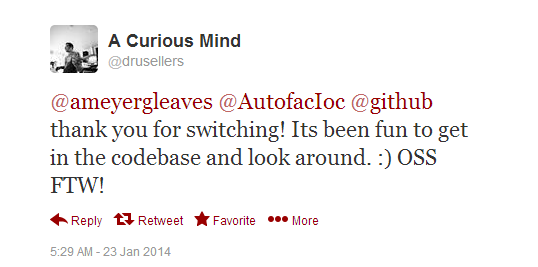 A Curious Mind
@drusellers
@ameyergleaves @AutofacIoc @github
thank you for switching! Its been fun to get
in the codebase and look around. :) OSS
FTW!
Reply Retweet Favorite More
5:29 AM - 23 Jan 2014